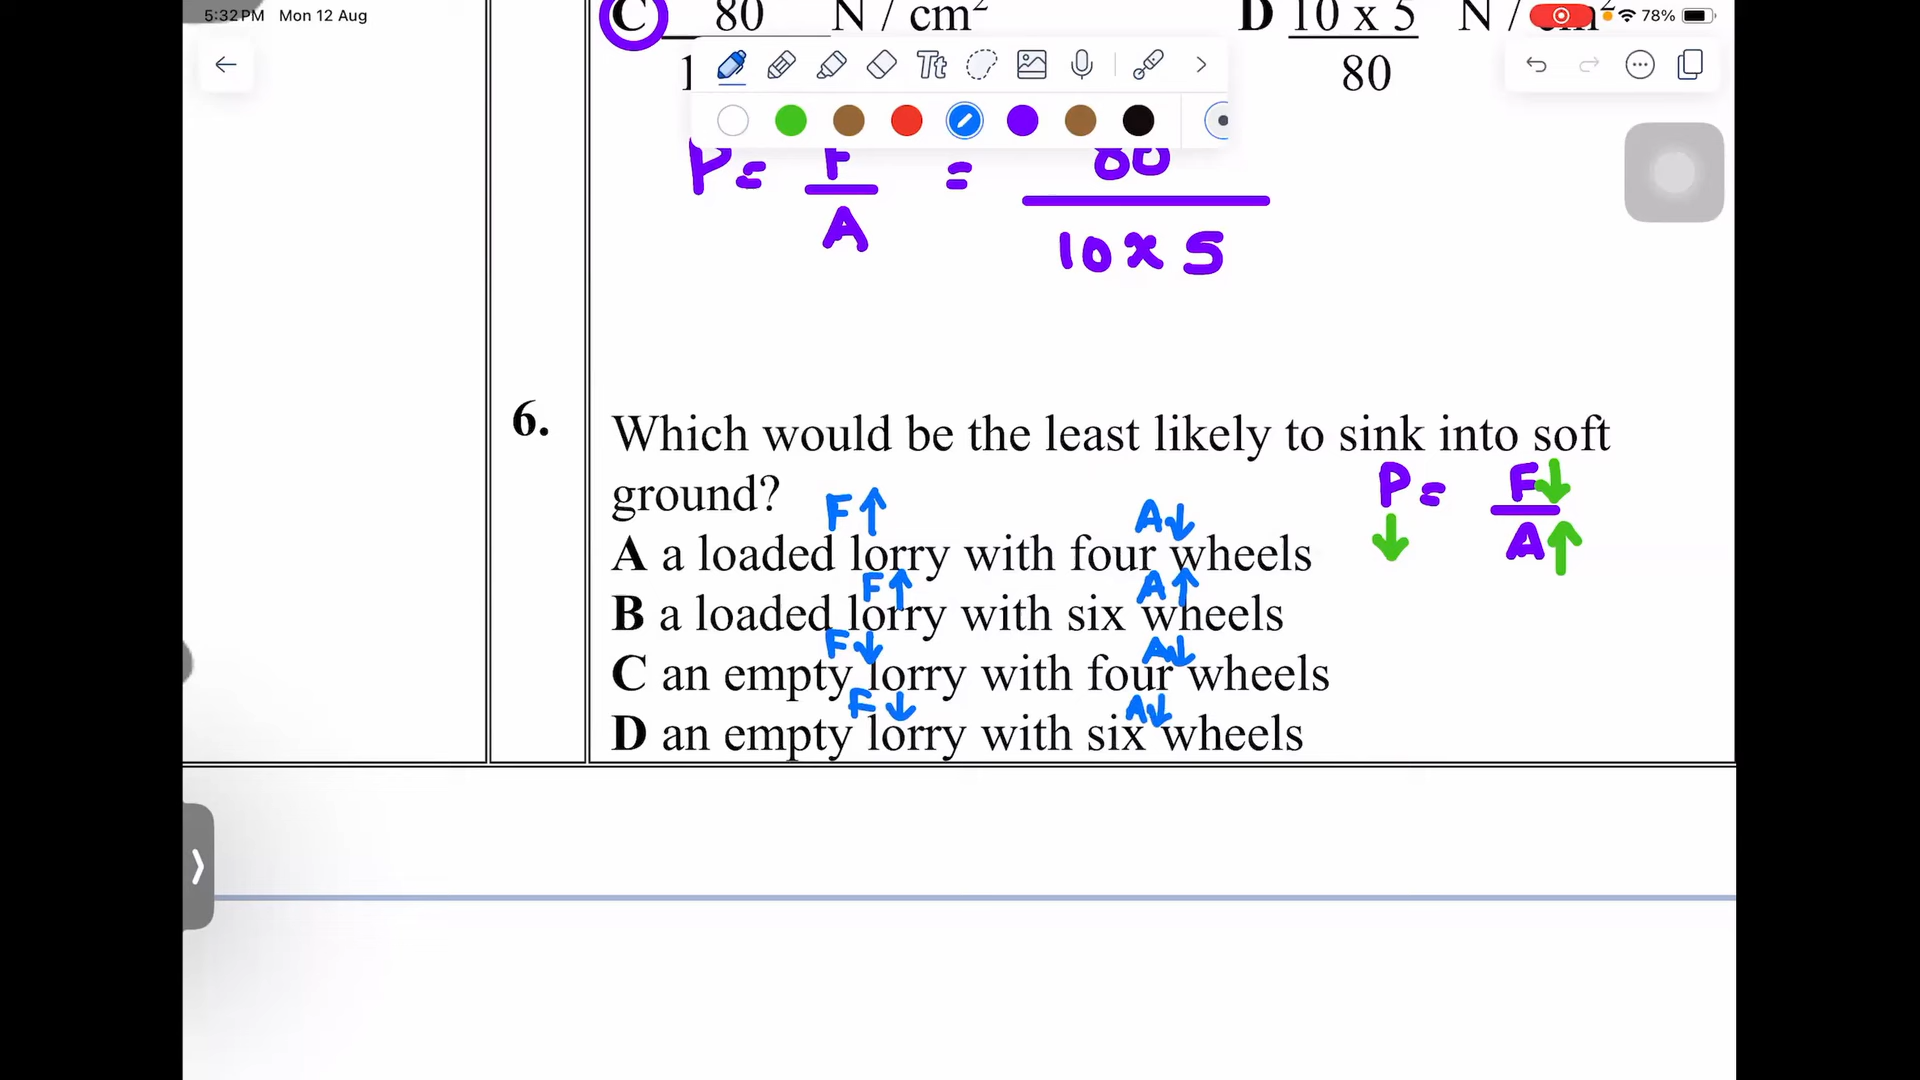 5:32 PM Mon 12 Aug
78%
C 80 N / cm²
D 10 x 5 N / cm²
1
80
Tt
P = F = 80
A 10 x 5
6.
Which would be the least likely to sink into soft
ground?
P = F↓
↓ A↑
F↑ A↓
A a loaded lorry with four wheels
F↑ A↑
B a loaded lorry with six wheels
F↓ A↓
C an empty lorry with four wheels
F↓ A↓
D an empty lorry with six wheels